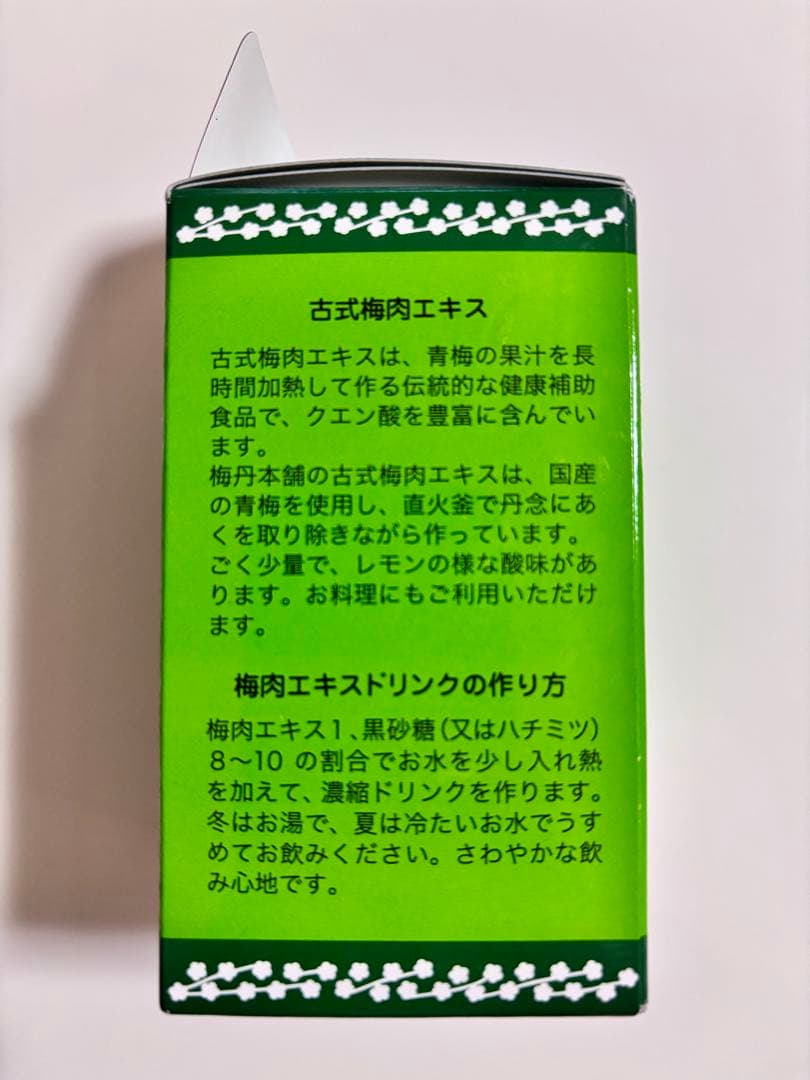 古式梅肉エキス
古式梅肉エキスは、青梅の果汁を長
時間加熱して作る伝統的な健康補助
食品で、クエン酸を豊富に含んでい
ます。
梅丹本舗の古式梅肉エキスは、国産
の青梅を使用し、直火釜で丹念にあ
くを取り除きながら作っています。
ごく少量で、レモンの様な酸味があ
ります。お料理にもご利用いただけ
ます。
梅肉エキスドリンクの作り方
梅肉エキス1、黒砂糖(又はハチミツ)
8〜10 の割合でお水を少し入れ熱
を加えて、濃縮ドリンクを作ります。
冬はお湯で、夏は冷たいお水でうす
めてお飲みください。さわやかな飲
み心地です。